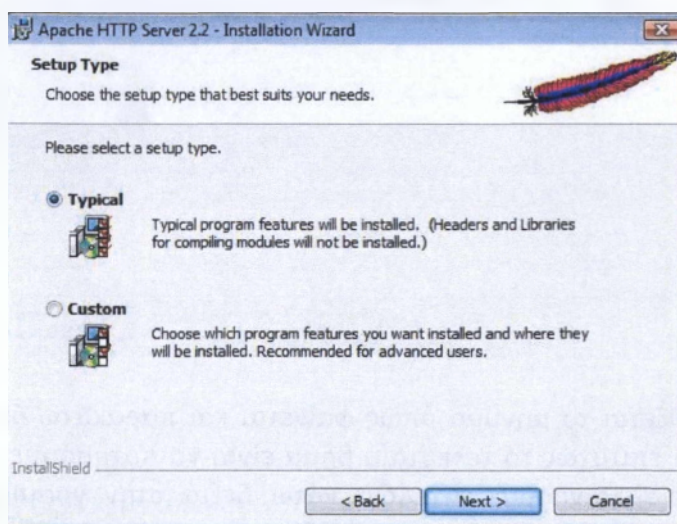 Apache HTTP Server 2.2 - Installation Wizard
Setup Type
Choose the setup type that best suits your needs.
Please select a setup type.
Typical
Typical program features will be installed. (Headers and Libraries
for compiling modules will not be installed.)
Custom
Choose which program features you want installed and where they
will be installed. Recommended for advanced users.
InstallShield
< Back
Next >
Cancel